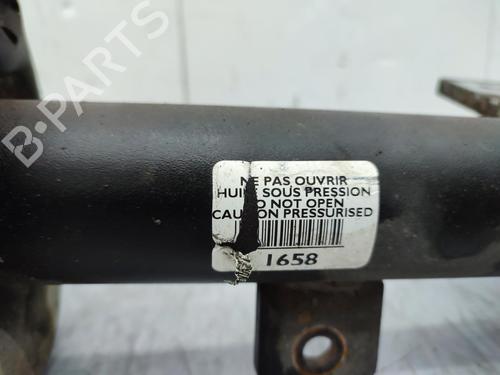 B-PARTS
NE PAS OUVRIR
HUILE SOUS PRESSION
DO NOT OPEN
CAUTION PRESSURISED
1658